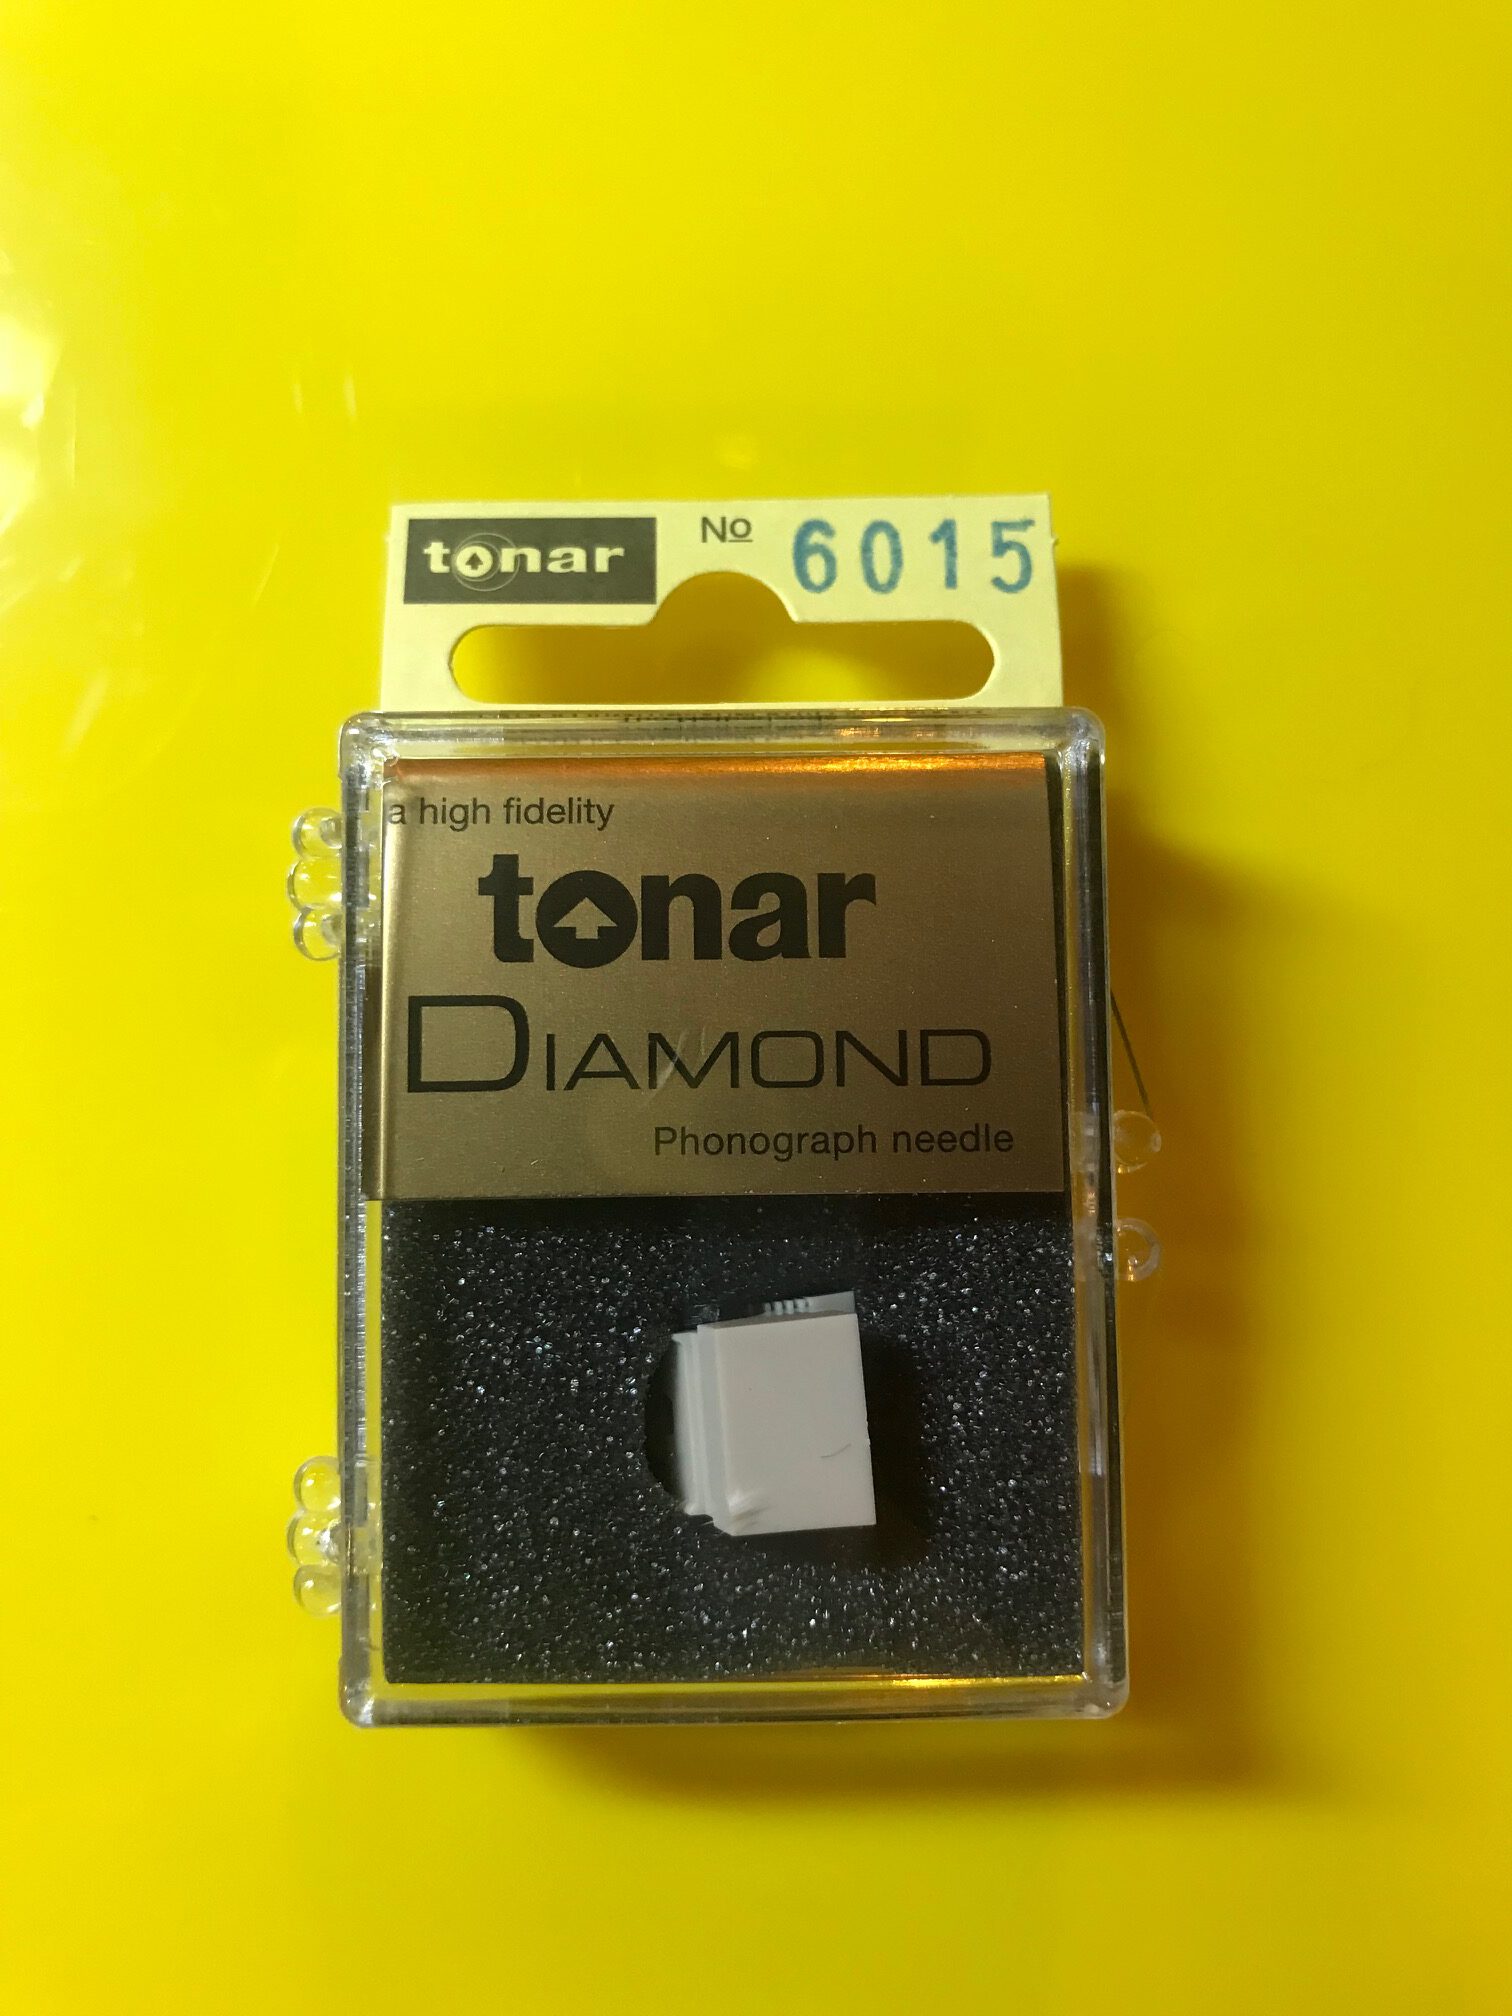 tonar No 6015
a high fidelity
tonar
DIAMOND
Phonograph needle